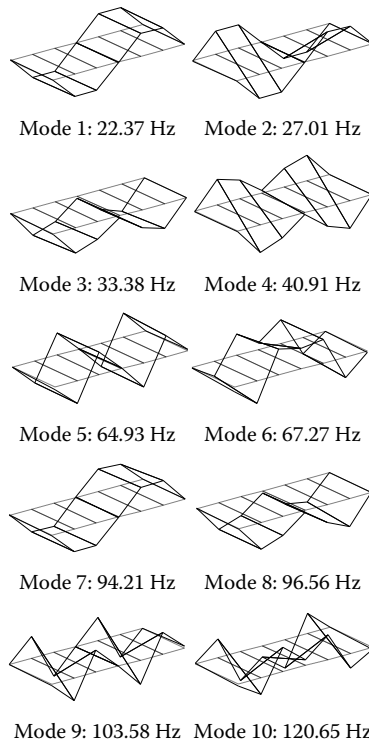 Mode 1: 22.37 Hz Mode 2: 27.01 Hz
Mode 3: 33.38 Hz Mode 4: 40.91 Hz
Mode 5: 64.93 Hz Mode 6: 67.27 Hz
Mode 7: 94.21 Hz Mode 8: 96.56 Hz
Mode 9: 103.58 Hz Mode 10: 120.65 Hz